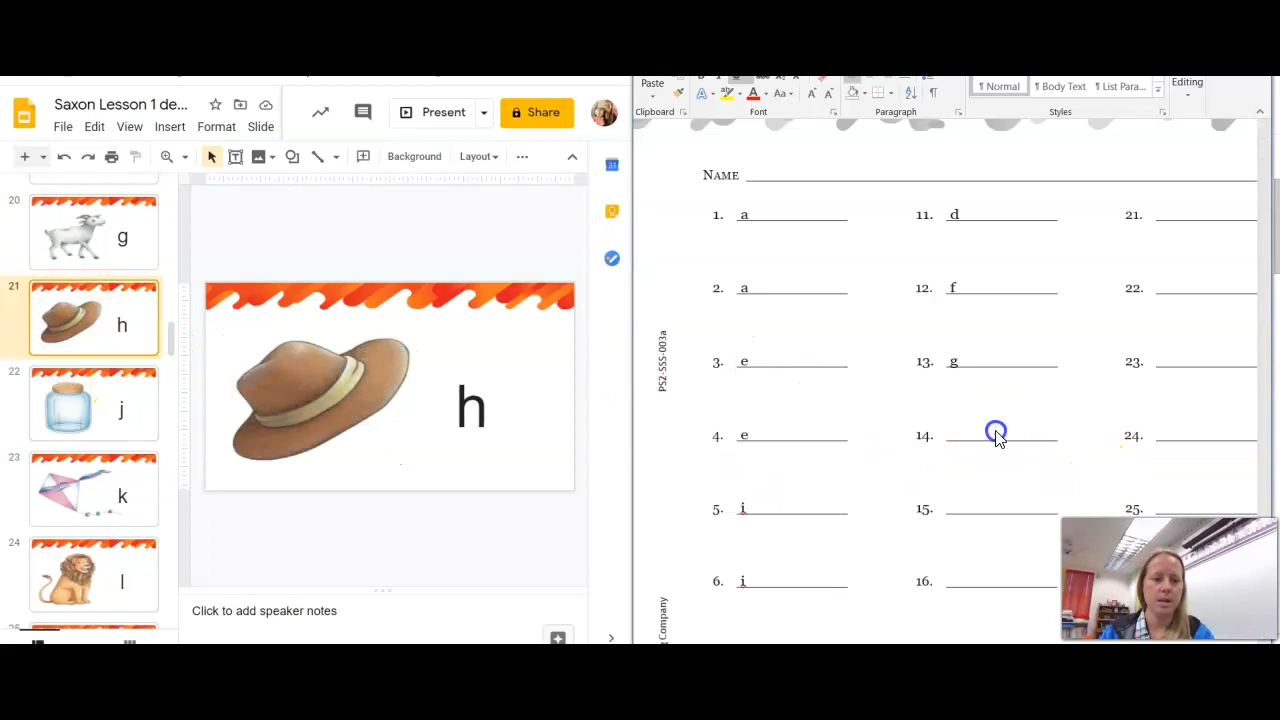 Saxon Lesson 1 de...
File Edit View Insert Format Slide
Present
Share
Background
Layout
20
g
21
h
22
j
23
k
24
l
h
Click to add speaker notes
31
Paste
Clipboard
Font
Paragraph
¶ Normal
¶ Body Text
¶ List Para...
Styles
Editing
NAME
1. a
2. a
3. e
4. e
5. i
6. i
11. d
12. f
13. g
14.
15.
16.
21.
22.
23.
24.
25.
PS2-SSS-003a
Company